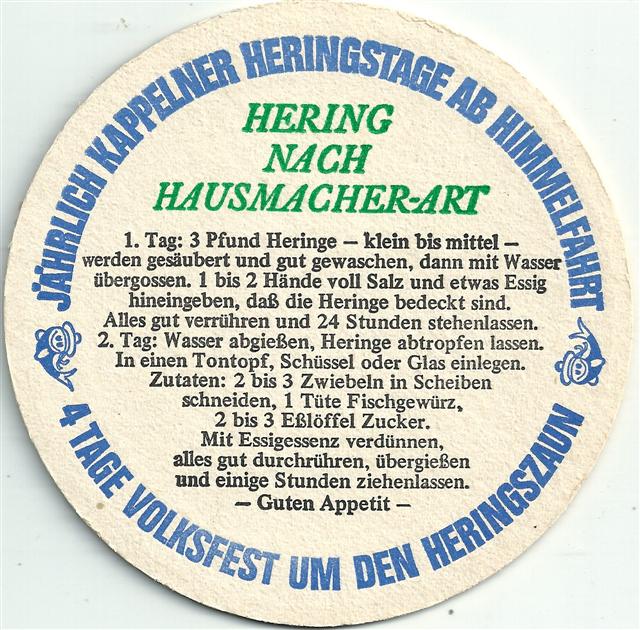 JÄHRLICH KAPPELNER HERINGSTAGE AB HIMMELFAHRT
HERING
NACH
HAUSMACHER-ART
1. Tag: 3 Pfund Heringe — klein bis mittel —
werden gesäubert und gut gewaschen, dann mit Wasser
übergossen. 1 bis 2 Hände voll Salz und etwas Essig
hineingeben, daß die Heringe bedeckt sind.
Alles gut verrühren und 24 Stunden stehenlassen.
2. Tag: Wasser abgießen, Heringe abtropfen lassen.
In einen Tontopf, Schüssel oder Glas einlegen.
Zutaten: 2 bis 3 Zwiebeln in Scheiben
schneiden, 1 Tüte Fischgewürz,
2 bis 3 Eßlöffel Zucker.
Mit Essigessenz verdünnen,
alles gut durchrühren, übergießen
und einige Stunden ziehenlassen.
— Guten Appetit —
4 TAGE VOLKSFEST UM DEN HERINGSZAUN